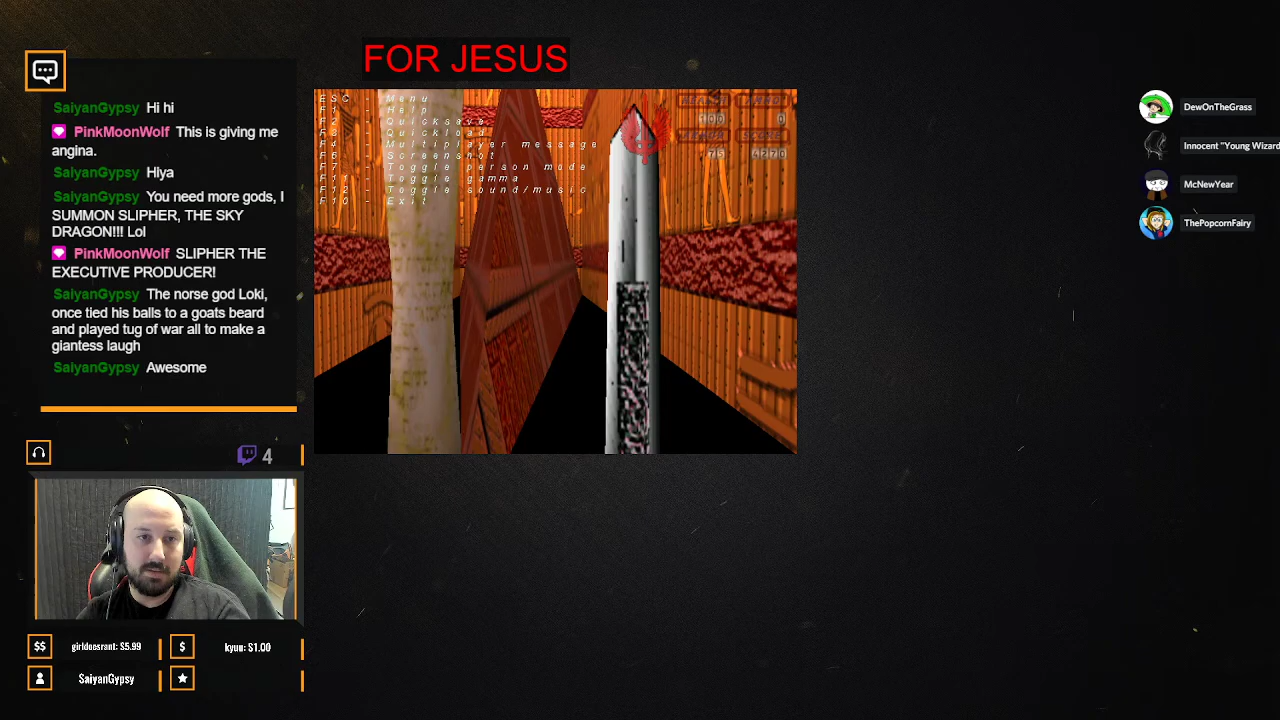 FOR JESUS
SaiyanGypsy Hi hi
PinkMoonWolf This is giving me
angina.
SaiyanGypsy Hiya
SaiyanGypsy You need more gods, I
SUMMON SLIPHER, THE SKY
DRAGON!!! Lol
PinkMoonWolf SLIPHER THE
EXECUTIVE PRODUCER!
SaiyanGypsy The norse god Loki,
once tied his balls to a goats beard
and played tug of war all to make a
giantess laugh
SaiyanGypsy Awesome
ESC - Menu
F1 - Help
F2 - Quicksave
F3 - Quickload
F4 - Multiplayer message
F6 - Screenshot
F7 - Toggle person mode
F11 - Toggle gamma
F12 - Toggle sound/music
F10 - Exit
100 0
75 4270
DewOnTheGrass
Innocent "Young Wizard
McNewYear
ThePopcornFairy
4
$$ girldoesrant: $5.99 $ kyuu: $1.00
SaiyanGypsy